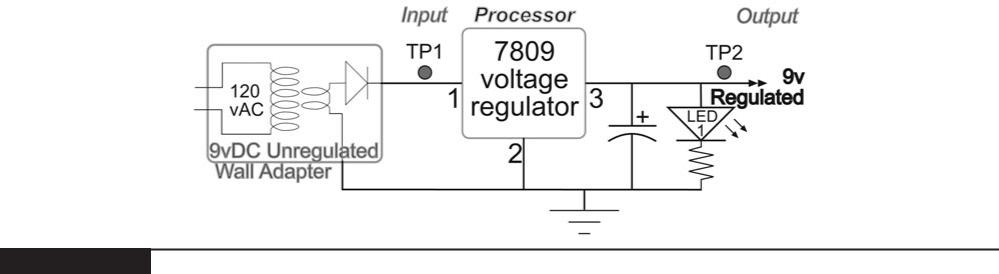 Input Processor Output
TP1
7809
voltage
regulator
TP2
1
3
2
120
vAC
9vDC Unregulated
Wall Adapter
+
LED
1
9v
Regulated